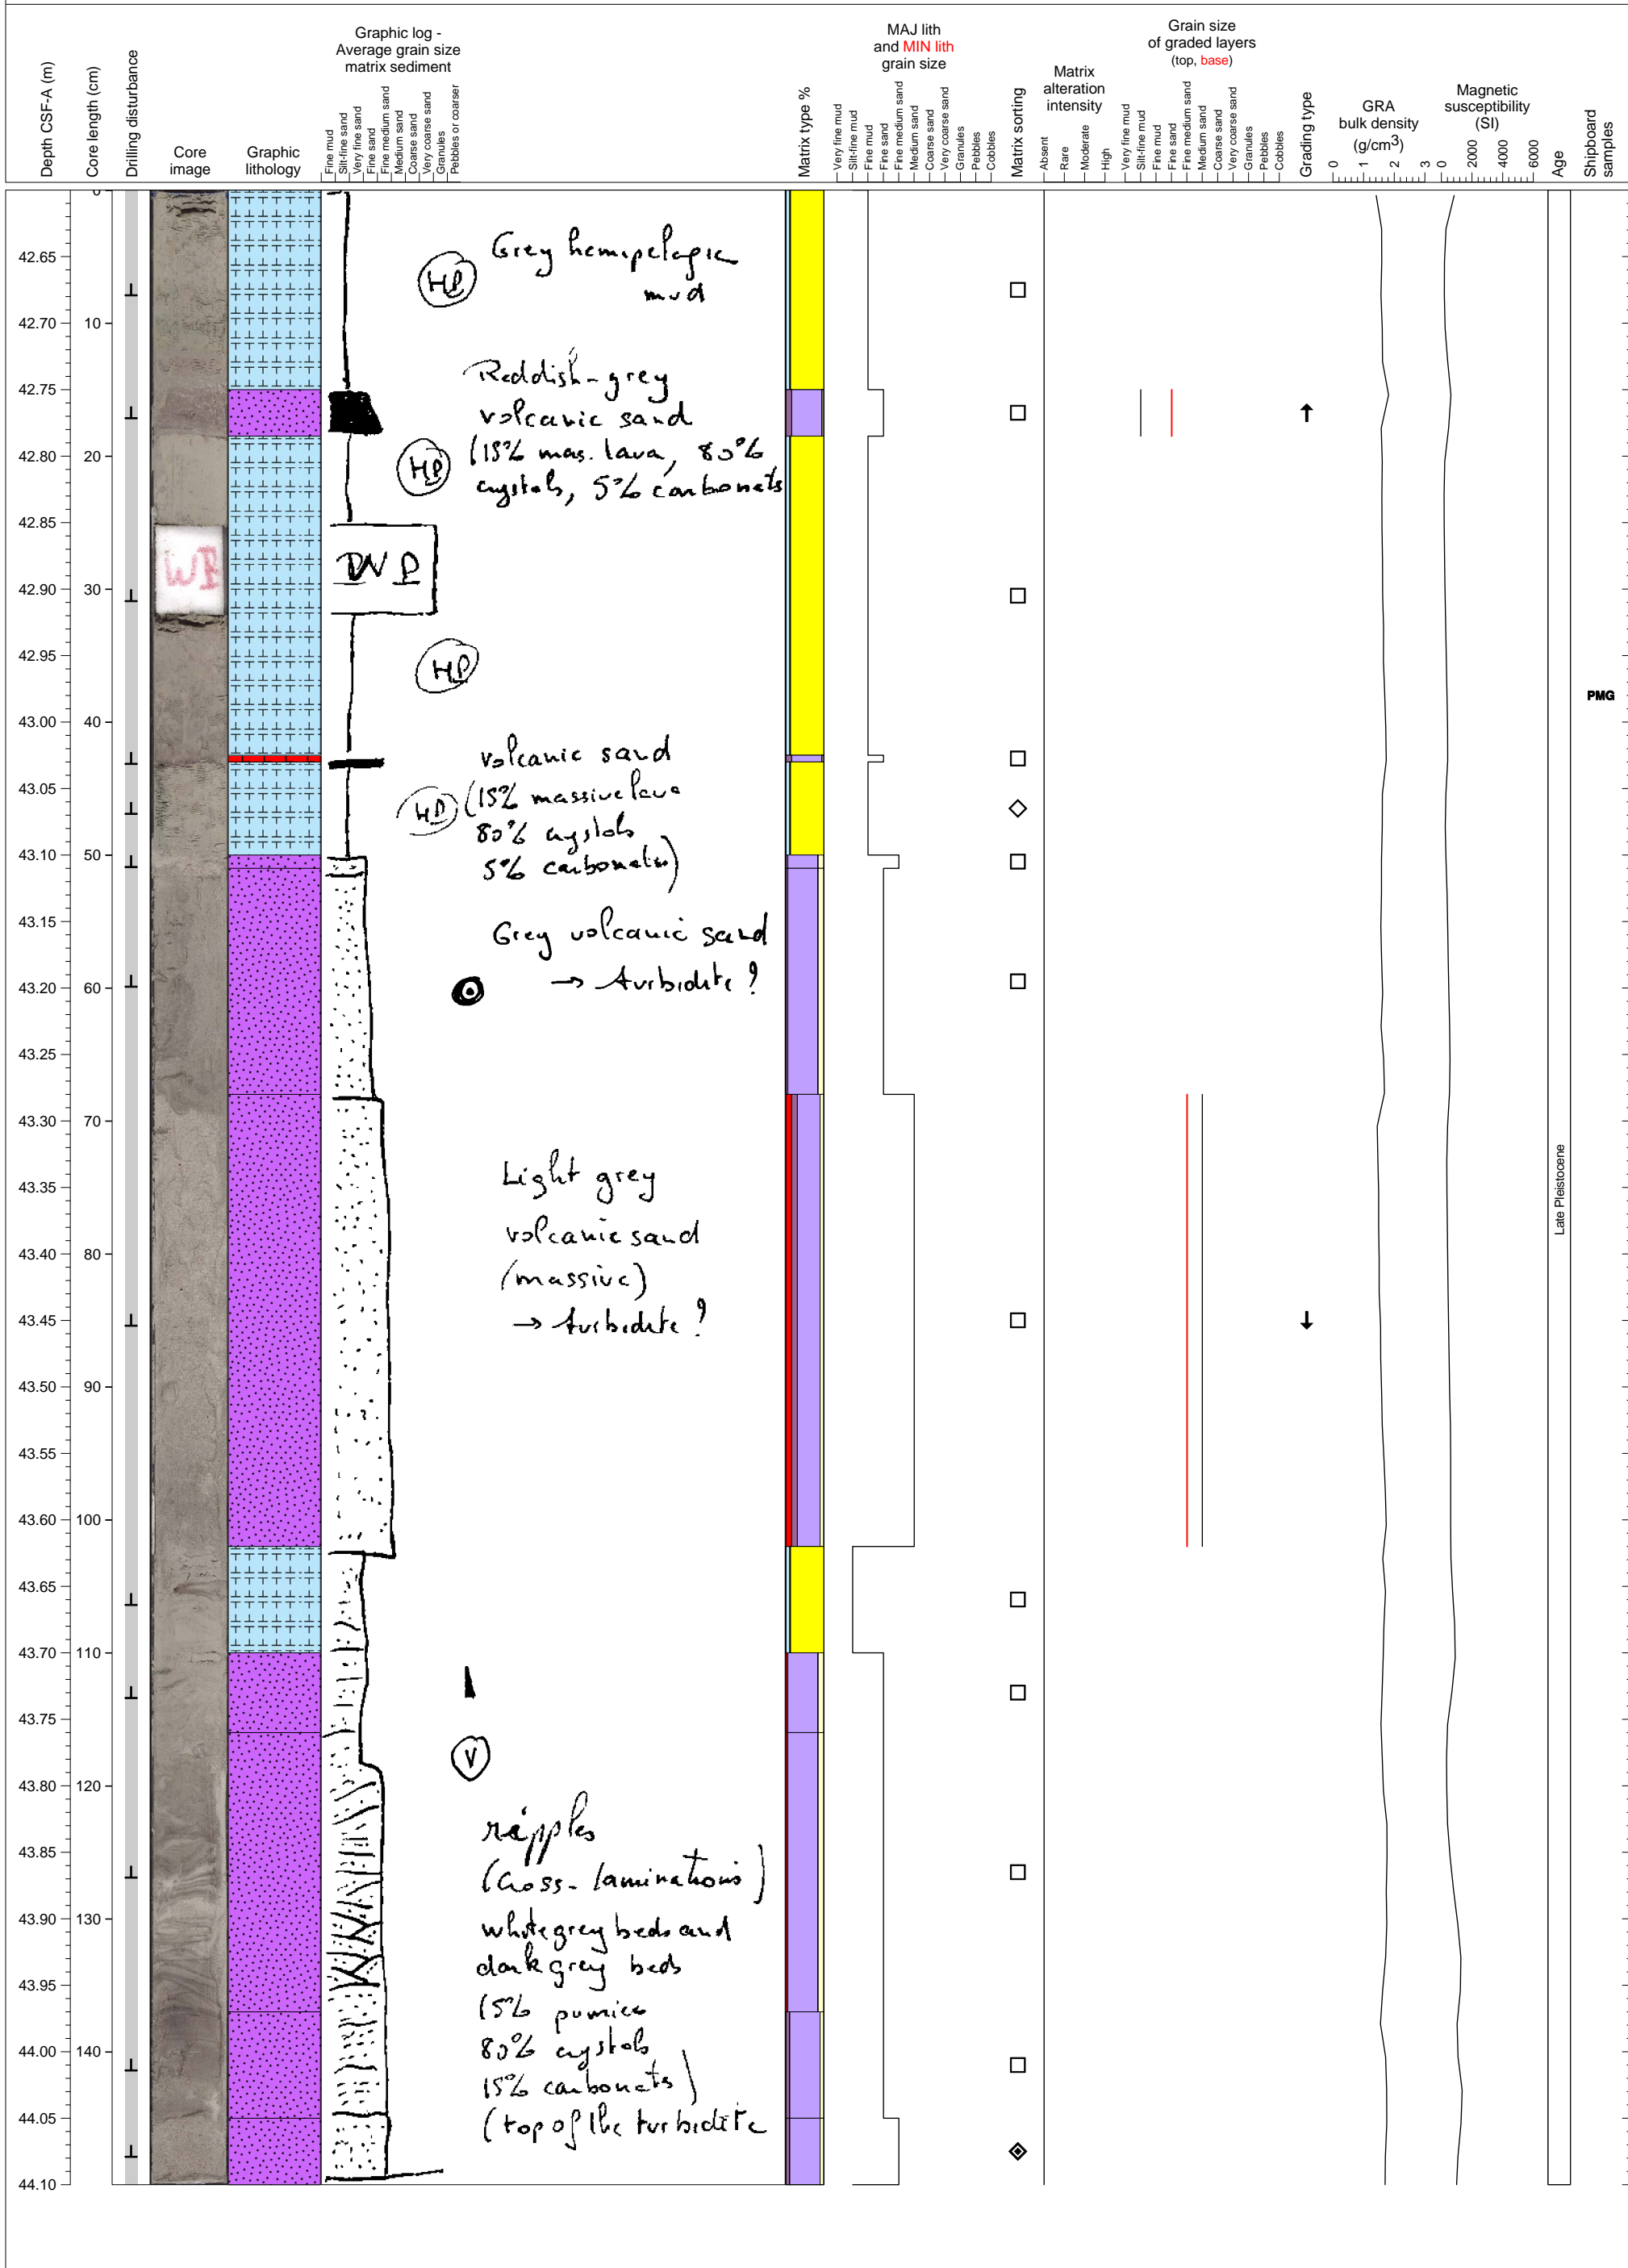 Depth CSF-A (m)
Core length (cm)
Drilling disturbance
Core
image
Graphic
lithology
Graphic log -
Average grain size
matrix sediment
Fine mud
Silt-fine sand
Very fine sand
Fine sand
Fine medium sand
Medium sand
Coarse sand
Very coarse sand
Granules
Pebbles or coarser
Matrix type %
MAJ lith
and MIN lith
grain size
Very fine mud
Silt-fine mud
Fine mud
Fine sand
Fine medium sand
Medium sand
Coarse sand
Very coarse sand
Granules
Pebbles
Cobbles
Matrix sorting
Matrix
alteration
intensity
Absent
Rare
Moderate
High
Grain size
of graded layers
(top, base)
Very fine mud
Silt-fine mud
Fine mud
Fine sand
Fine medium sand
Medium sand
Coarse sand
Very coarse sand
Granules
Pebbles
Cobbles
Grading type
GRA
bulk density
(g/cm3)
0 1 2 3
Magnetic
susceptibility
(SI)
0 2000 4000 6000
Age
Shipboard
samples
0
42.65
42.70 10
42.75
42.80 20
42.85
42.90 30
42.95
43.00 40
43.05
43.10 50
43.15
43.20 60
43.25
43.30 70
43.35
43.40 80
43.45
43.50 90
43.55
43.60 100
43.65
43.70 110
43.75
43.80 120
43.85
43.90 130
43.95
44.00 140
44.05
44.10
HP
Grey hemipelagic
mud
Reddish-grey
volcanic sand
(15% mas. lava, 80%
crystals, 5% carbonats
HP
DVP
HP
volcanic sand
(15% massive lava
80% crystals
5% carbonates)
HP
Grey volcanic sand
→ turbidite?
Light grey
volcanic sand
(massive)
→ turbidite?
V
ripples
(cross-laminations)
white grey beds and
dark grey beds
15% pumice
80% crystals
15% carbonats)
(top of the turbidite
PMG
Late Pleistocene